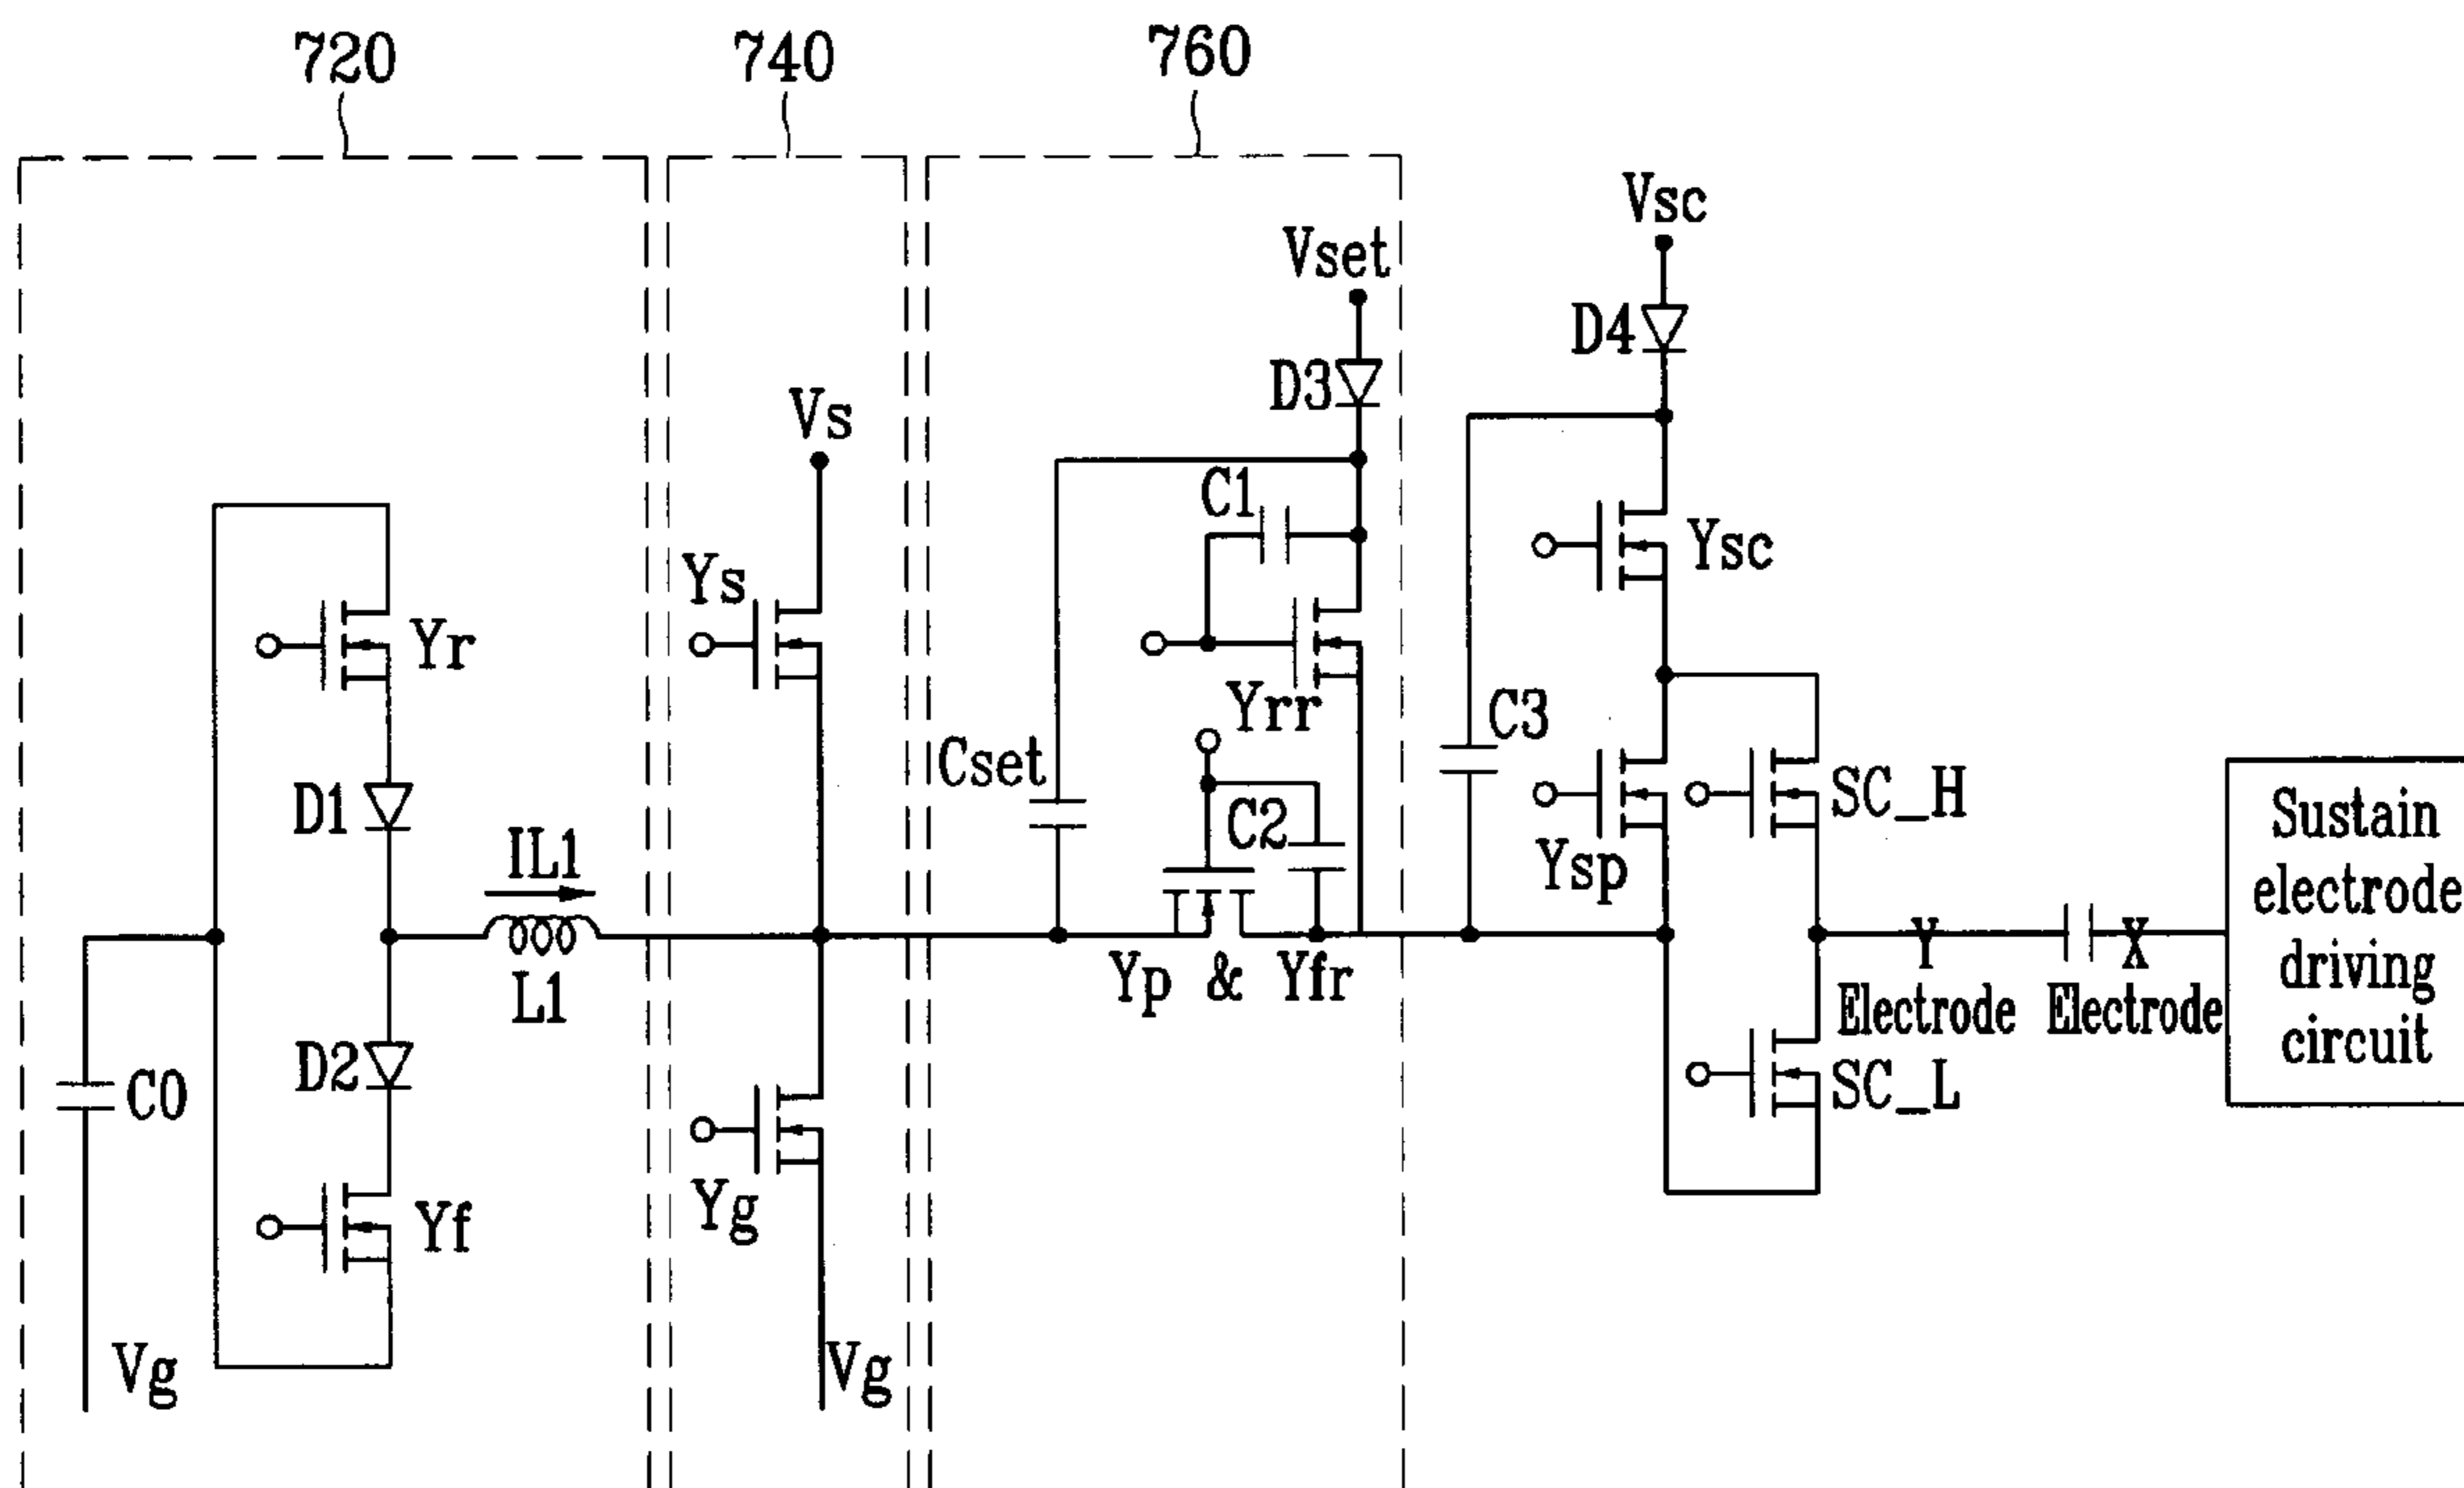 720
740
760
Vsc
Vset
D4
D3
Vs
C1
Ysc
Ys
Yr
Yrr
C3
Cset
SC_H
D1
C2
Ysp
Sustain
electrode
driving
circuit
IL1
L1
Yp & Yfr
Y
Electrode
X
Electrode
D2
C0
SC_L
Yf
Yg
Vg
Vg